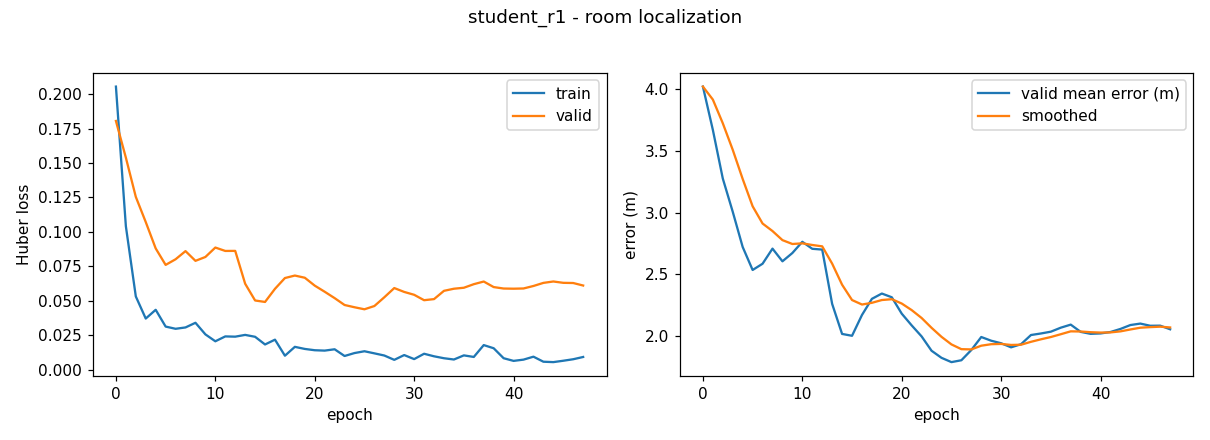 student_r1 - room localization
Huber loss
0.200
0.175
0.150
0.125
0.100
0.075
0.050
0.025
0.000
train
valid
0
10
20
30
40
epoch
error (m)
4.0
3.5
3.0
2.5
2.0
valid mean error (m)
smoothed
0
10
20
30
40
epoch